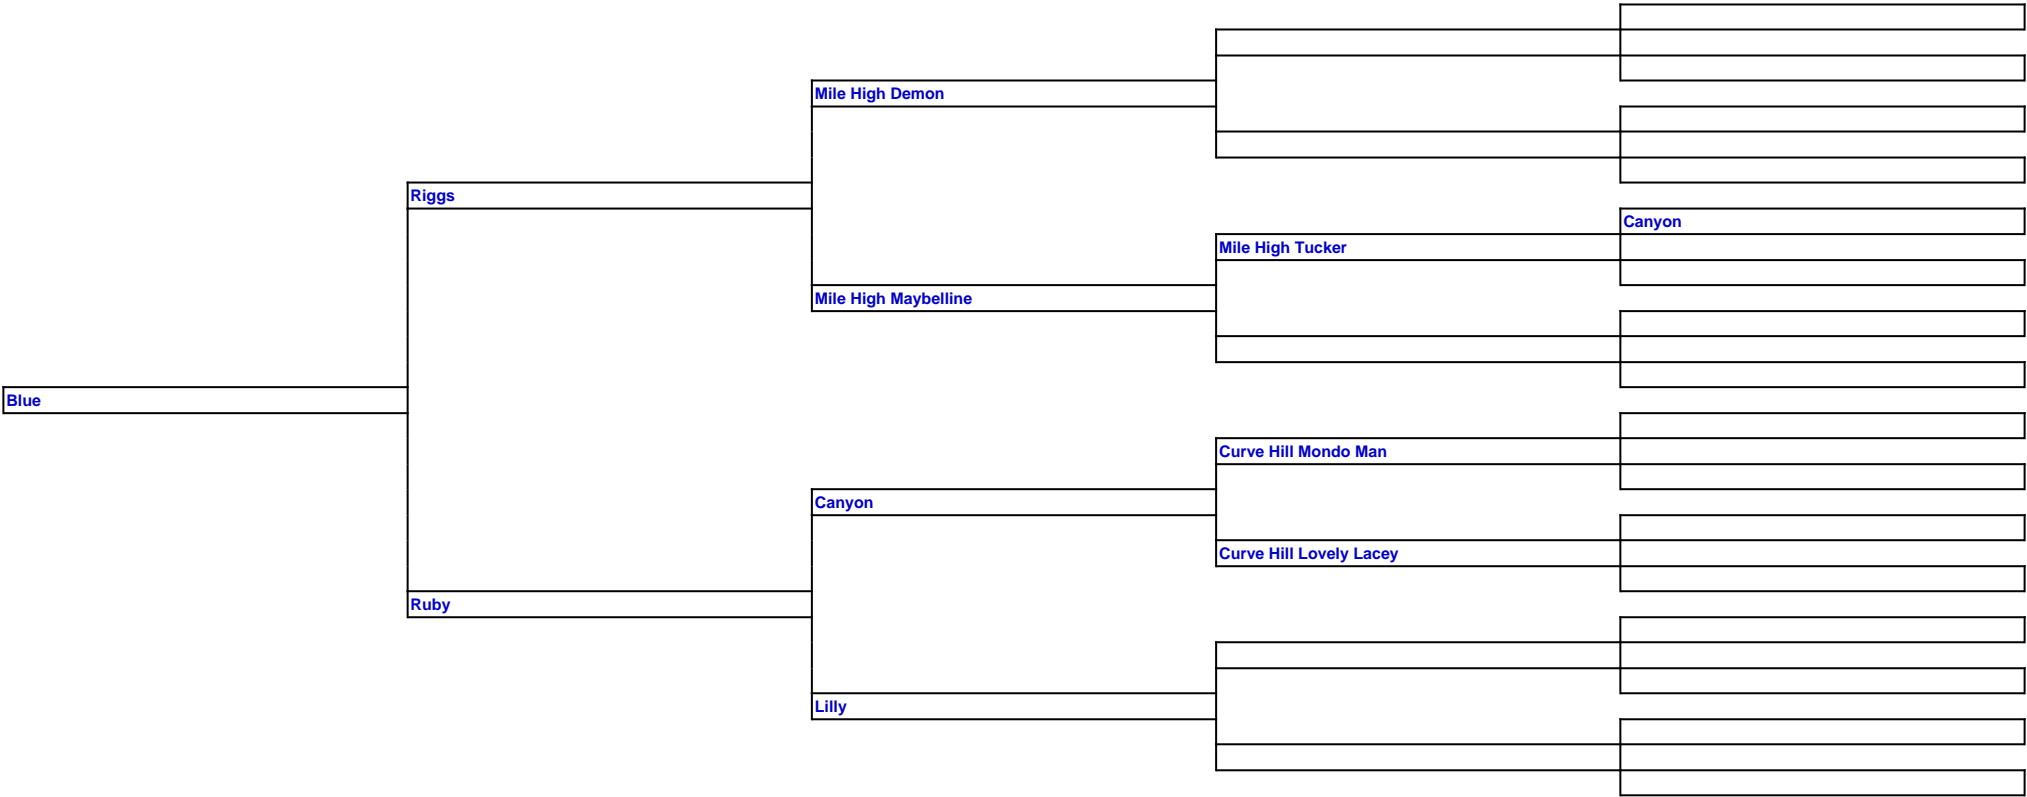 Mile High Demon
Riggs
Canyon
Mile High Tucker
Mile High Maybelline
Blue
Curve Hill Mondo Man
Canyon
Curve Hill Lovely Lacey
Ruby
Lilly